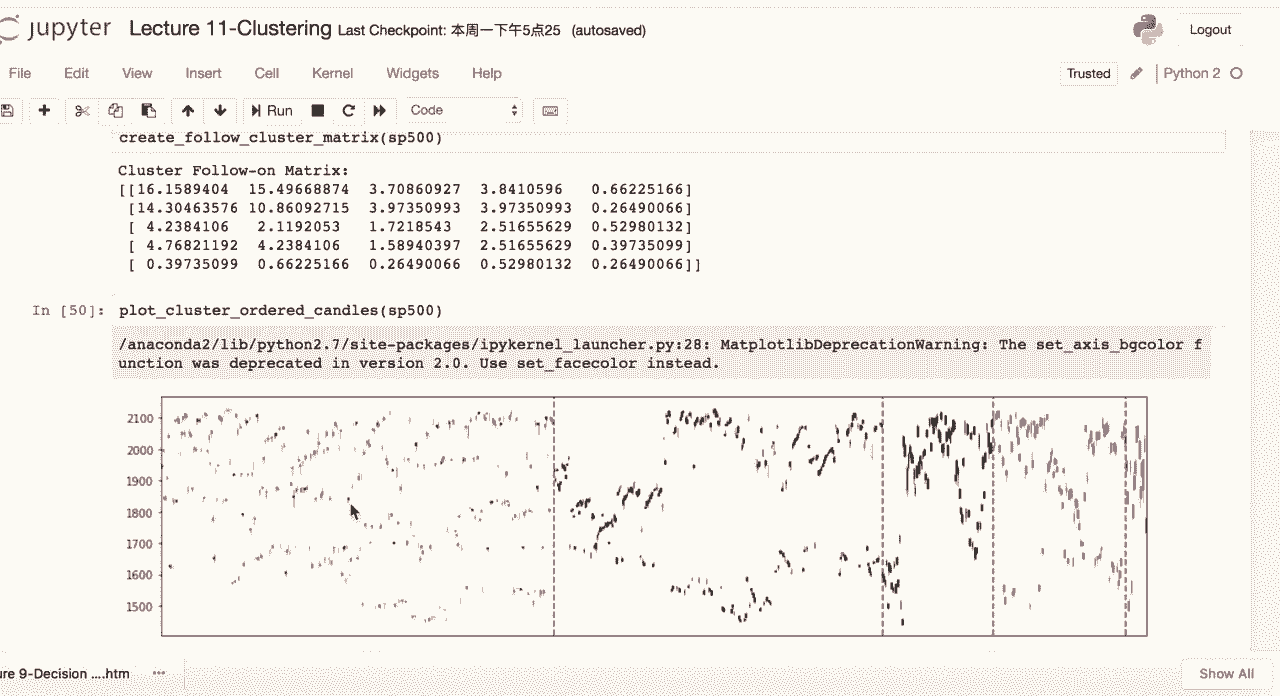 jupyter Lecture 11-Clustering Last Checkpoint: 本周一下午5点25 (autosaved) Logout
File Edit View Insert Cell Kernel Widgets Help Trusted Python 2
Run Code
create_follow_cluster_matrix(sp500)
Cluster Follow-on Matrix:
[[16.1589404 15.49668874 3.70860927 3.8410596 0.66225166]
[14.30463576 10.86092715 3.97350993 3.97350993 0.26490066]
[ 4.2384106 2.1192053 1.7218543 2.51655629 0.52980132]
[ 4.76821192 4.2384106 1.58940397 2.51655629 0.39735099]
[ 0.39735099 0.66225166 0.26490066 0.52980132 0.26490066]]
In [50]: plot_cluster_ordered_candles(sp500)
/anaconda2/lib/python2.7/site-packages/ipykernel_launcher.py:28: MatplotlibDeprecationWarning: The set_axis_bgcolor f
unction was deprecated in version 2.0. Use set_facecolor instead.
2100
2000
1900
1800
1700
1600
1500
ure 9-Decision ....htm ••• Show All